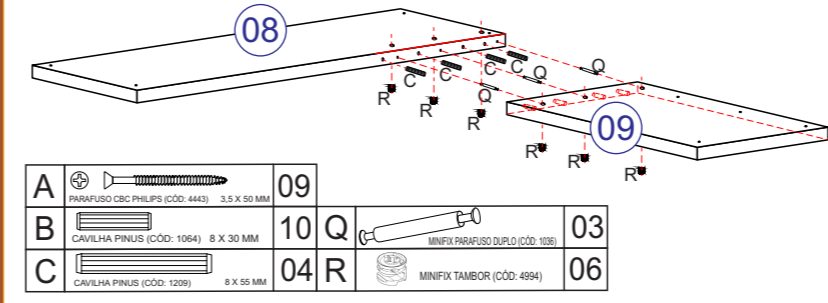 08
C C C C
Q Q Q
R R R
09
R R R
A PARAFUSO CBC PHILIPS (CÓD: 4443) 3,5 X 50 MM 09
B CAVILHA PINUS (CÓD: 1064) 8 X 30 MM 10 Q MINIFIX PARAFUSO DUPLO (CÓD: 1036) 03
C CAVILHA PINUS (CÓD: 1209) 8 X 55 MM 04 R MINIFIX TAMBOR (CÓD: 4994) 06